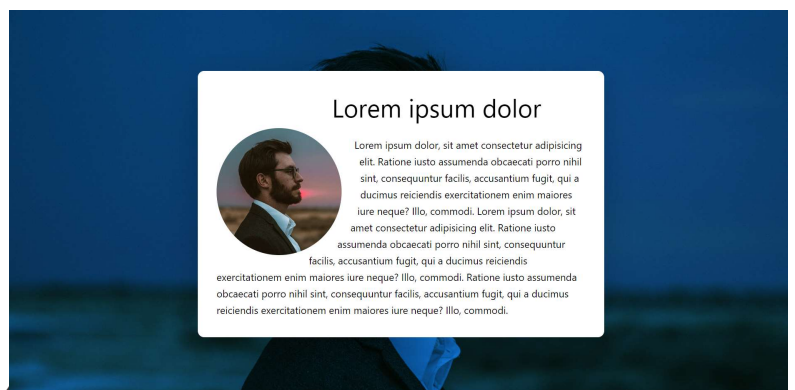 Lorem ipsum dolor
Lorem ipsum dolor, sit amet consectetur adipisicing
elit. Ratione iusto assumenda obcaecati porro nihil
sint, consequuntur facilis, accusantium fugit, qui a
ducimus reiciendis exercitationem enim maiores
iure neque? Illo, commodi. Lorem ipsum dolor, sit
amet consectetur adipisicing elit. Ratione iusto
assumenda obcaecati porro nihil sint, consequuntur
facilis, accusantium fugit, qui a ducimus reiciendis
exercitationem enim maiores iure neque? Illo, commodi. Ratione iusto assumenda
obcaecati porro nihil sint, consequuntur facilis, accusantium fugit, qui a ducimus
reiciendis exercitationem enim maiores iure neque? Illo, commodi.